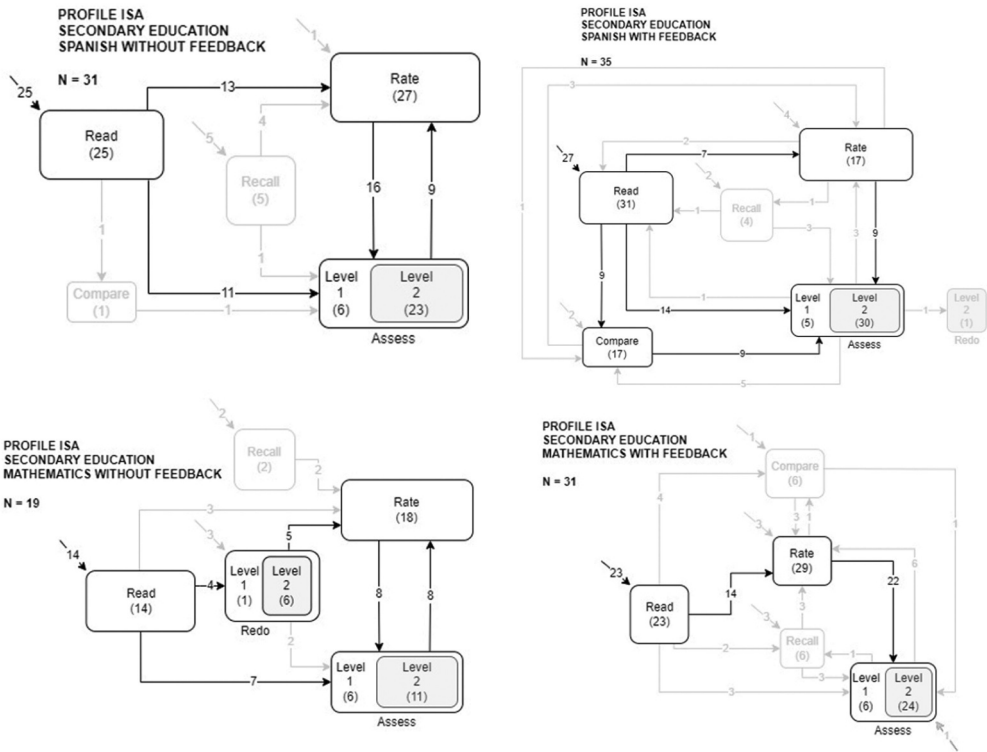 PROFILE ISA
SECONDARY EDUCATION
SPANISH WITHOUT FEEDBACK
N = 31
1
25
13
Rate
(27)
Read
(25)
4
5
Recall
(5)
16
9
1
1
Compare
(1)
11
1
Level
1
(6)
Level
2
(23)
Assess
PROFILE ISA
SECONDARY EDUCATION
SPANISH WITH FEEDBACK
N = 35
3
4
2
7
Rate
(17)
27
Read
(31)
2
Recall
(4)
1
1
3
1
9
3
9
1
14
2
Compare
(17)
9
5
Level
1
(5)
Level
2
(30)
Assess
1
Level
2
(1)
Redo
PROFILE ISA
SECONDARY EDUCATION
MATHEMATICS WITHOUT FEEDBACK
N = 19
2
Recall
(2)
2
3
Rate
(18)
3
5
14
Read
(14)
4
Level
1
(1)
Level
2
(6)
Redo
8
8
2
7
Level
1
(6)
Level
2
(11)
Assess
PROFILE ISA
SECONDARY EDUCATION
MATHEMATICS WITH FEEDBACK
N = 31
1
Compare
(6)
4
3
1
1
3
Rate
(29)
23
Read
(23)
14
22
6
3
3
Recall
(6)
2
1
3
3
Level
1
(6)
Level
2
(24)
Assess
1